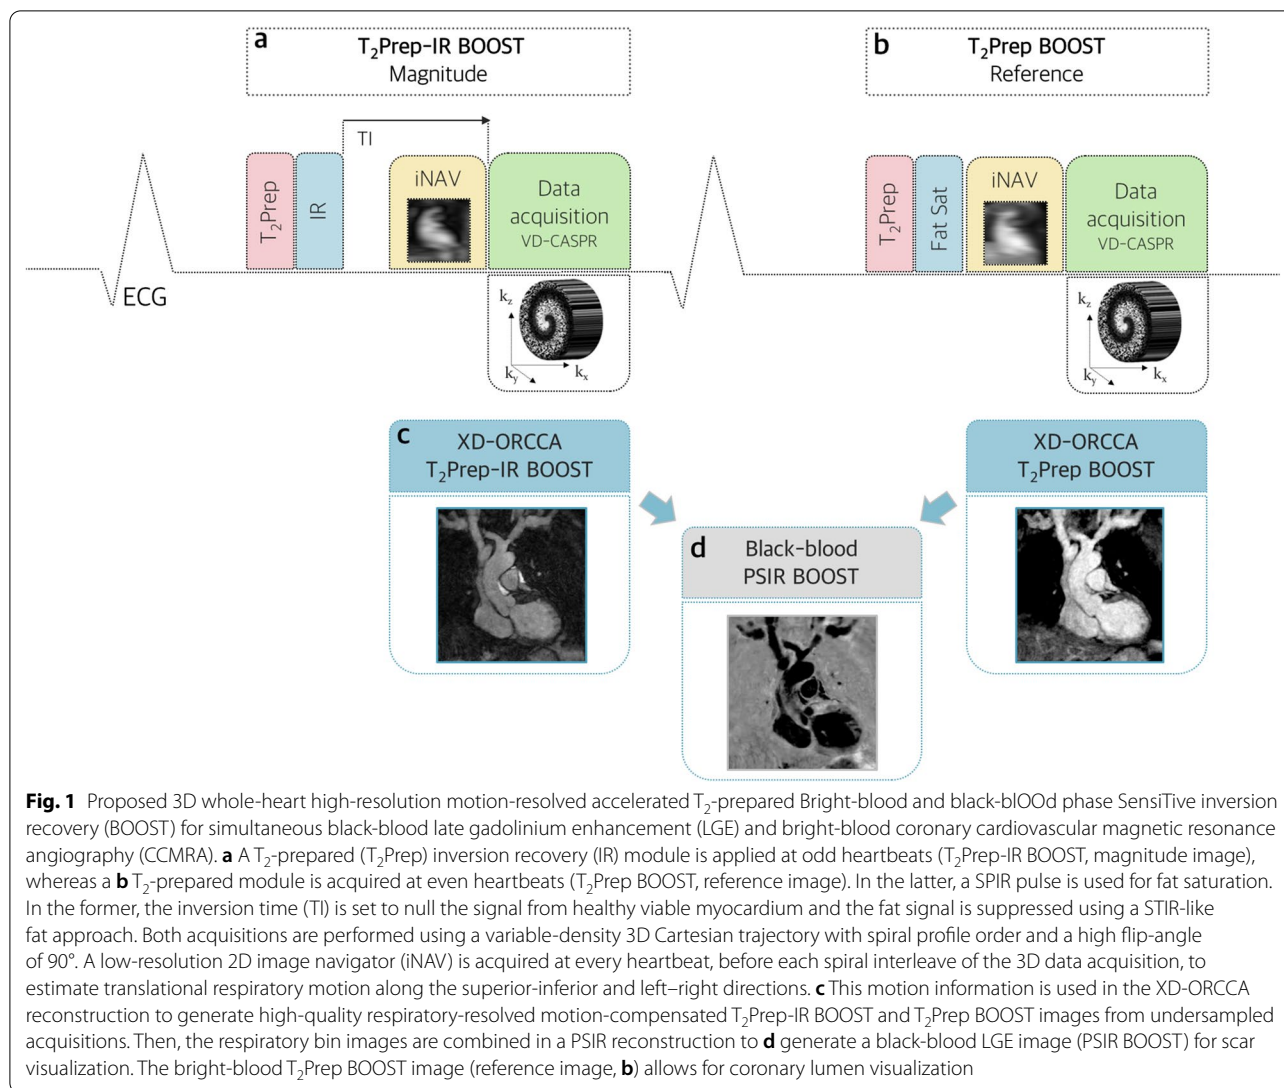 a
T₂Prep-IR BOOST
Magnitude
b
T₂Prep BOOST
Reference
TI
T₂Prep
IR
iNAV
Data
acquisition
VD-CASPR
T₂Prep
Fat Sat
iNAV
Data
acquisition
VD-CASPR
ECG
k_z
k_y
k_x
k_z
k_y
k_x
c
XD-ORCCA
T₂Prep-IR BOOST
XD-ORCCA
T₂Prep BOOST
d
Black-blood
PSIR BOOST
Fig. 1 Proposed 3D whole-heart high-resolution motion-resolved accelerated T₂-prepared Bright-blood and black-blOOd phase SensiTive inversion
recovery (BOOST) for simultaneous black-blood late gadolinium enhancement (LGE) and bright-blood coronary cardiovascular magnetic resonance
angiography (CCMRA). a A T₂-prepared (T₂Prep) inversion recovery (IR) module is applied at odd heartbeats (T₂Prep-IR BOOST, magnitude image),
whereas a b T₂-prepared module is acquired at even heartbeats (T₂Prep BOOST, reference image). In the latter, a SPIR pulse is used for fat saturation.
In the former, the inversion time (TI) is set to null the signal from healthy viable myocardium and the fat signal is suppressed using a STIR-like
fat approach. Both acquisitions are performed using a variable-density 3D Cartesian trajectory with spiral profile order and a high flip-angle
of 90°. A low-resolution 2D image navigator (iNAV) is acquired at every heartbeat, before each spiral interleave of the 3D data acquisition, to
estimate translational respiratory motion along the superior-inferior and left–right directions. c This motion information is used in the XD-ORCCA
reconstruction to generate high-quality respiratory-resolved motion-compensated T₂Prep-IR BOOST and T₂Prep BOOST images from undersampled
acquisitions. Then, the respiratory bin images are combined in a PSIR reconstruction to d generate a black-blood LGE image (PSIR BOOST) for scar
visualization. The bright-blood T₂Prep BOOST image (reference image, b) allows for coronary lumen visualization